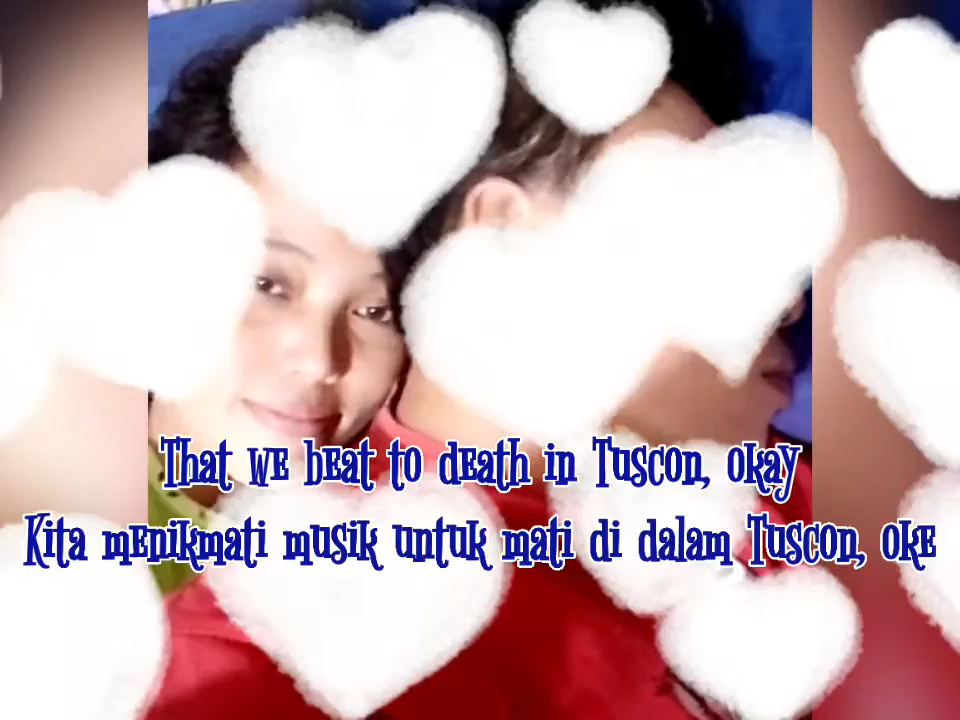 That we beat to death in Tuscon, okay
Kita menikmati musik untuk mati di dalam Tuscon, oke